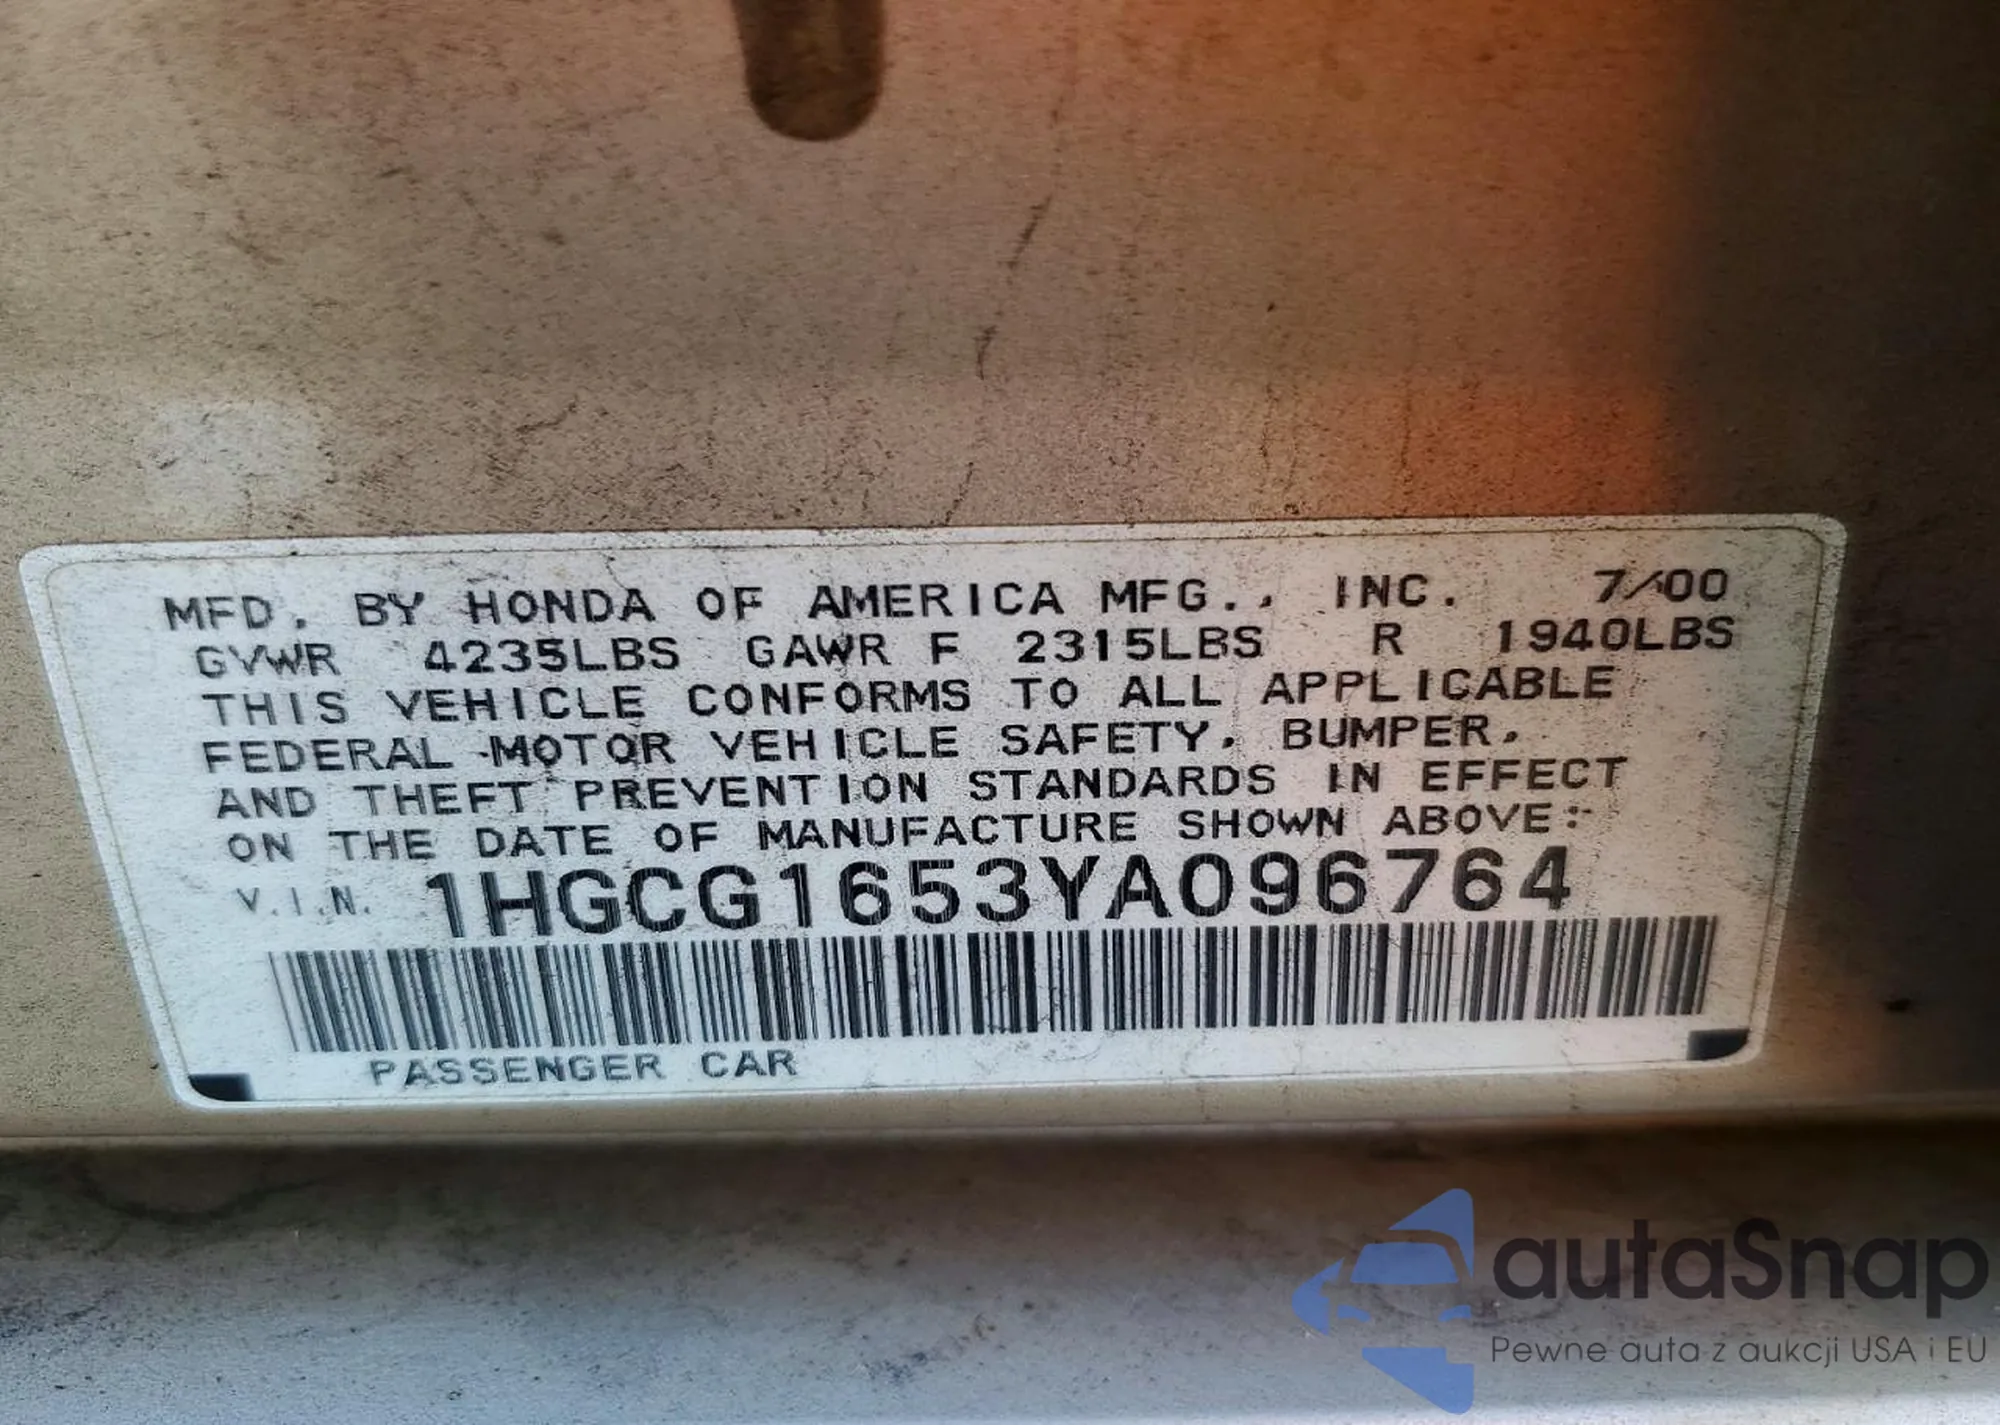 MFD. BY HONDA OF AMERICA MFG., INC. 7/00
GVWR 4235LBS GAWR F 2315LBS R 1940LBS
THIS VEHICLE CONFORMS TO ALL APPLICABLE
FEDERAL MOTOR VEHICLE SAFETY, BUMPER,
AND THEFT PREVENTION STANDARDS IN EFFECT
ON THE DATE OF MANUFACTURE SHOWN ABOVE:
V.I.N. 1HGCG1653YA096764
PASSENGER CAR
autaSnap
Pewne auta z aukcji USA i EU